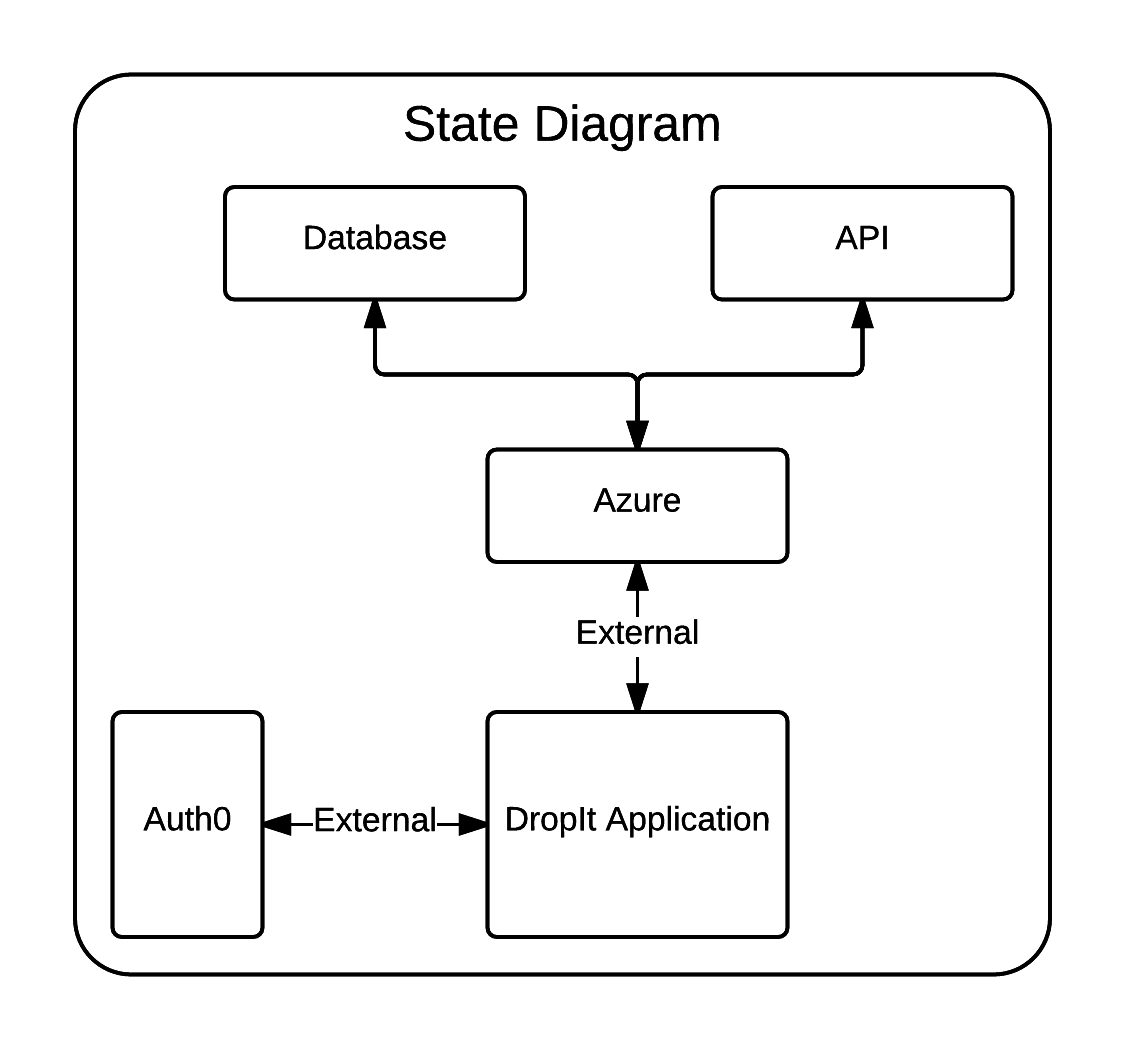 State Diagram
Database
API
Azure
External
Auth0
External
DropIt Application